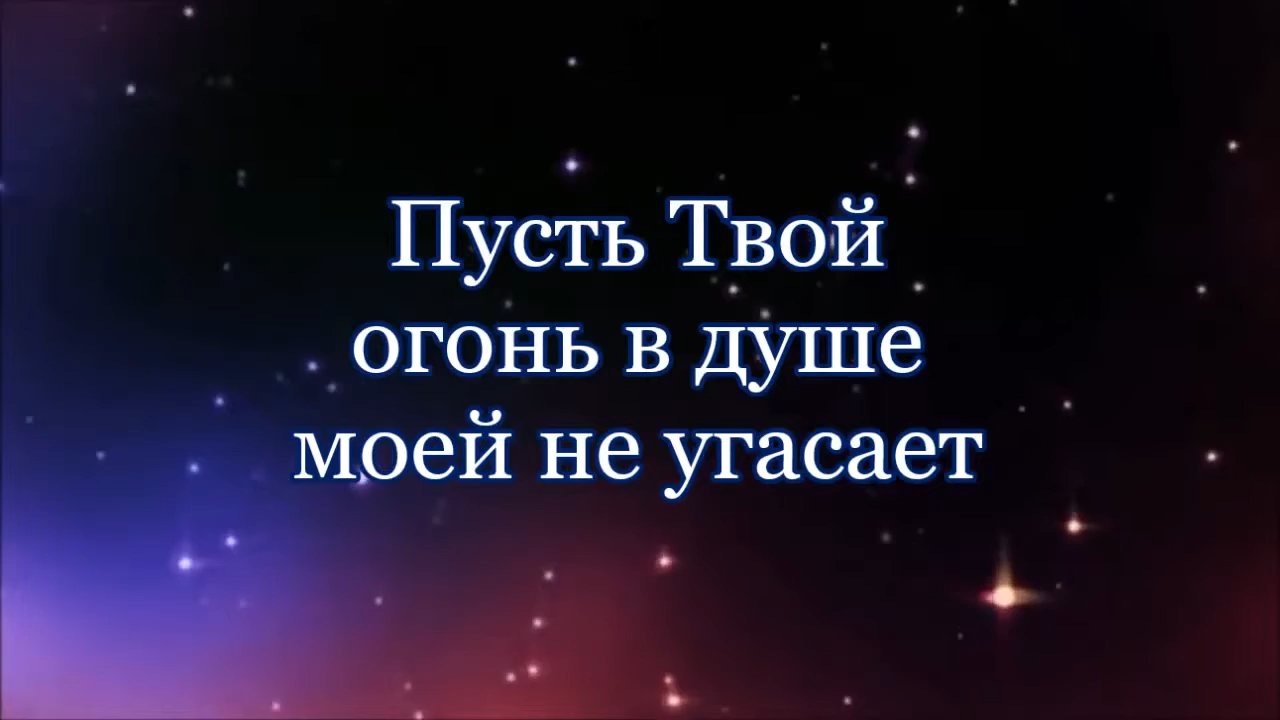 Пусть Твой
огонь в душе
моей не угасает